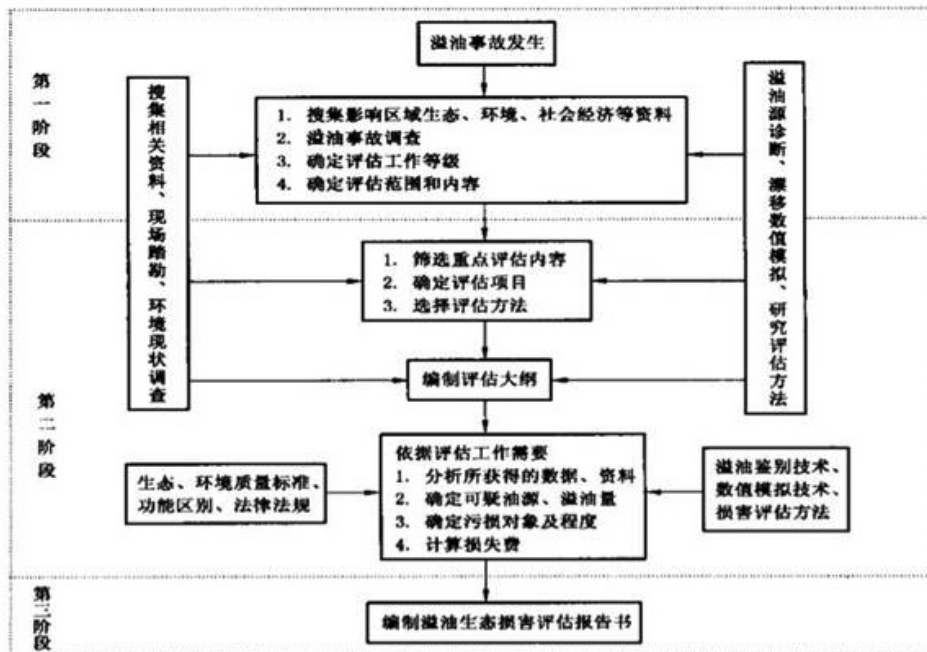 溢油事故发生
第一阶段
搜集相关资料、现场踏勘、环境现状调查
1. 搜集影响区域生态、环境、社会经济等资料
2. 溢油事故调查
3. 确定评估工作等级
4. 确定评估范围和内容
溢油源诊断、漂移数值模拟、研究评估方法
第二阶段
1. 筛选重点评估内容
2. 确定评估项目
3. 选择评估方法
编制评估大纲
生态、环境质量标准、
功能区别、法律法规
依据评估工作需要
1. 分析所获得的数据、资料
2. 确定可疑油源、溢油量
3. 确定污损对象及程度
4. 计算损失费
溢油鉴别技术、
数值模拟技术、
损害评估方法
第三阶段
编制溢油生态损害评估报告书